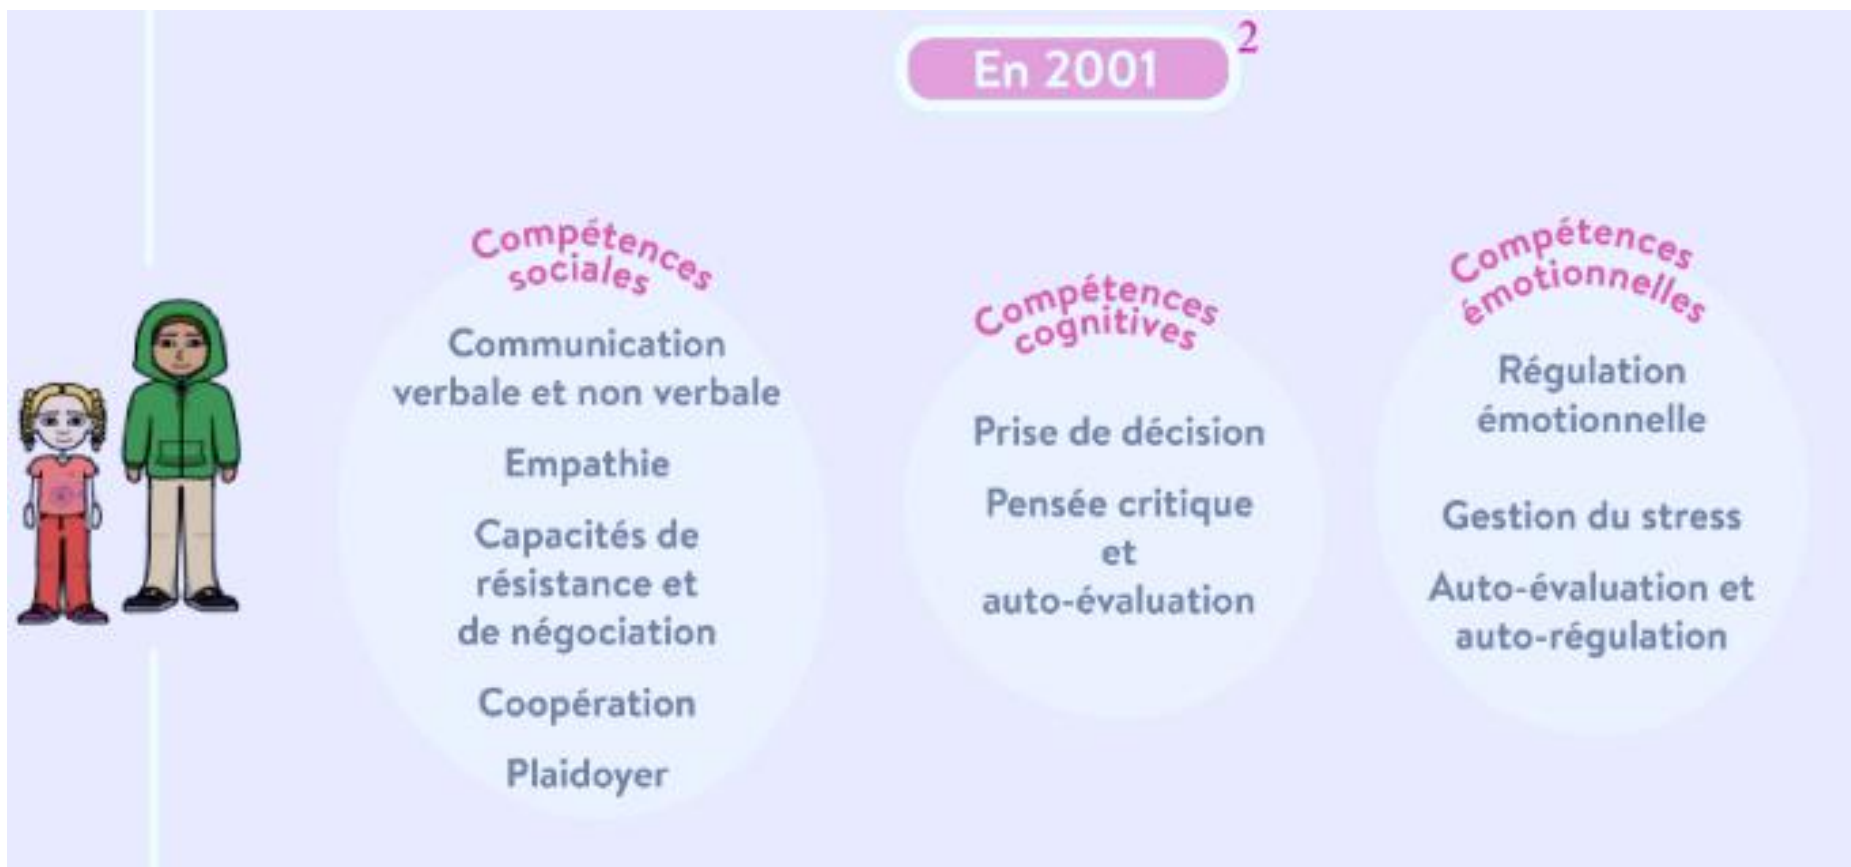 En 2001 2
Compétences
sociales
Communication
verbale et non verbale
Empathie
Capacités de
résistance et
de négociation
Coopération
Plaidoyer
Compétences
cognitives
Prise de décision
Pensée critique
et
auto-évaluation
Compétences
émotionnelles
Régulation
émotionnelle
Gestion du stress
Auto-évaluation et
auto-régulation